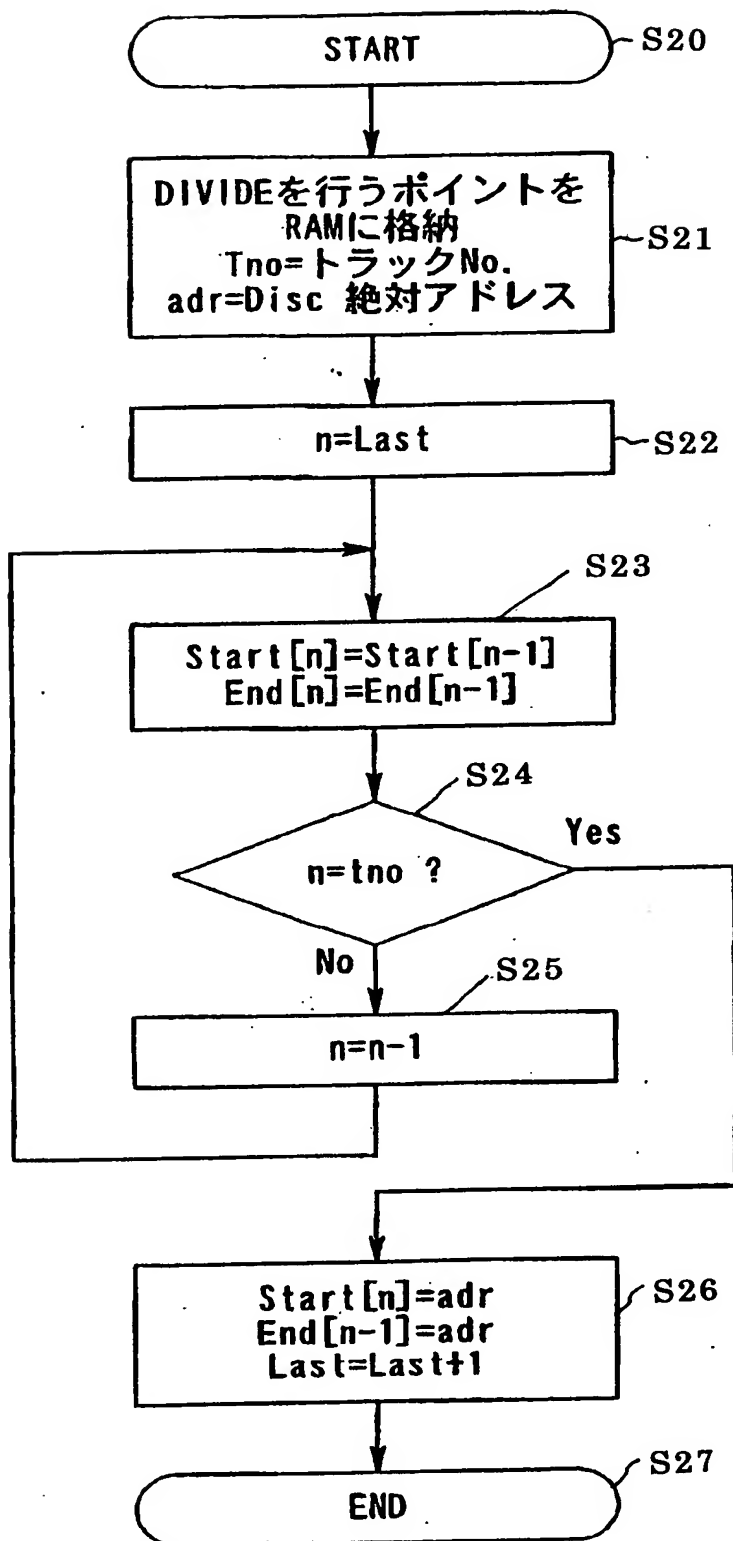 START
S20
DIVIDEを行うポイントを
RAMに格納
Tno=トラックNo.
adr=Disc 絶対アドレス
S21
n=Last
S22
S23
Start[n]=Start[n-1]
End[n]=End[n-1]
S24
n=tno ?
Yes
No
S25
n=n-1
Start[n]=adr
End[n-1]=adr
Last=Last+1
S26
END
S27